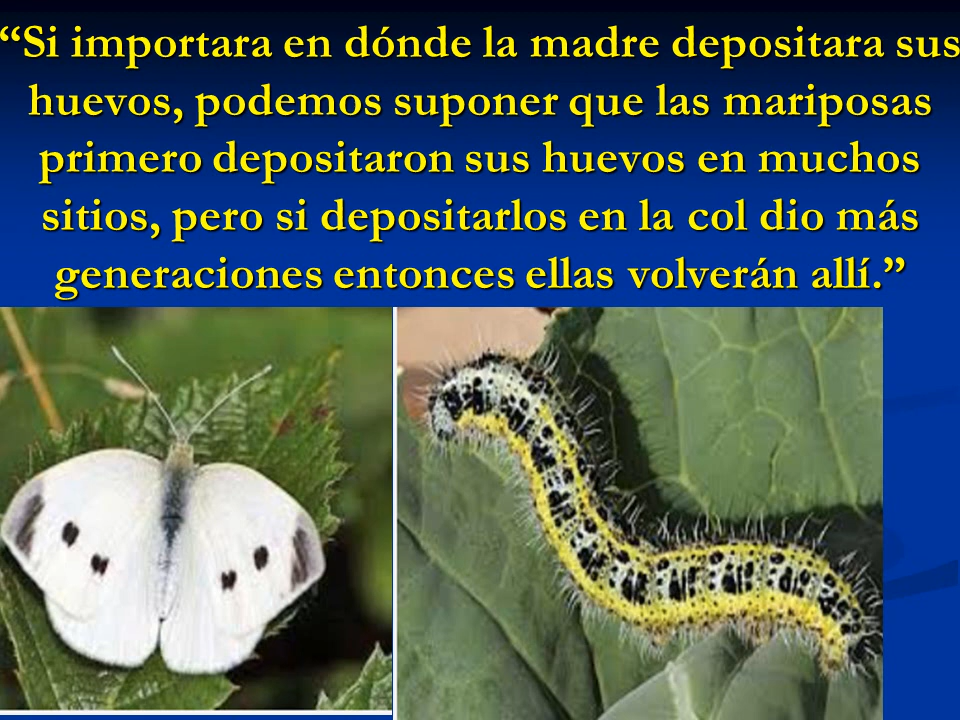 “Si importara en dónde la madre depositara sus
huevos, podemos suponer que las mariposas
primero depositaron sus huevos en muchos
sitios, pero si depositarlos en la col dio más
generaciones entonces ellas volverán allí.”